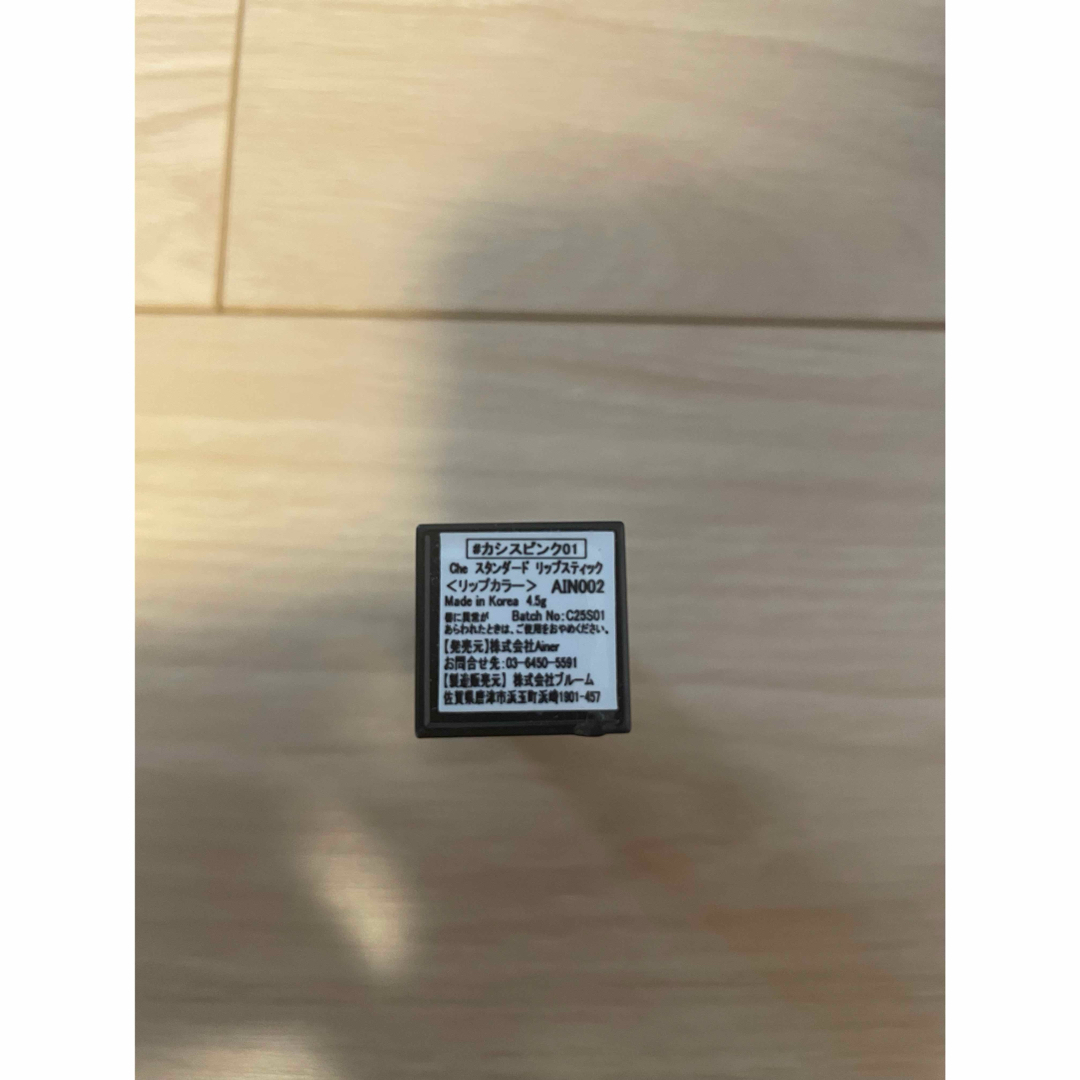 #カシスピンク01
Che スタンダード リップスティック
<リップカラー> AIN002
Made in Korea 4.5g
唇に異常が Batch No:C25S01
あらわれたときは、ご使用をおやめください。
【発売元】株式会社Ainer
お問合せ先:03-6450-5591
【製造販売元】 株式会社ブルーム
佐賀県唐津市浜玉町浜崎1901-457